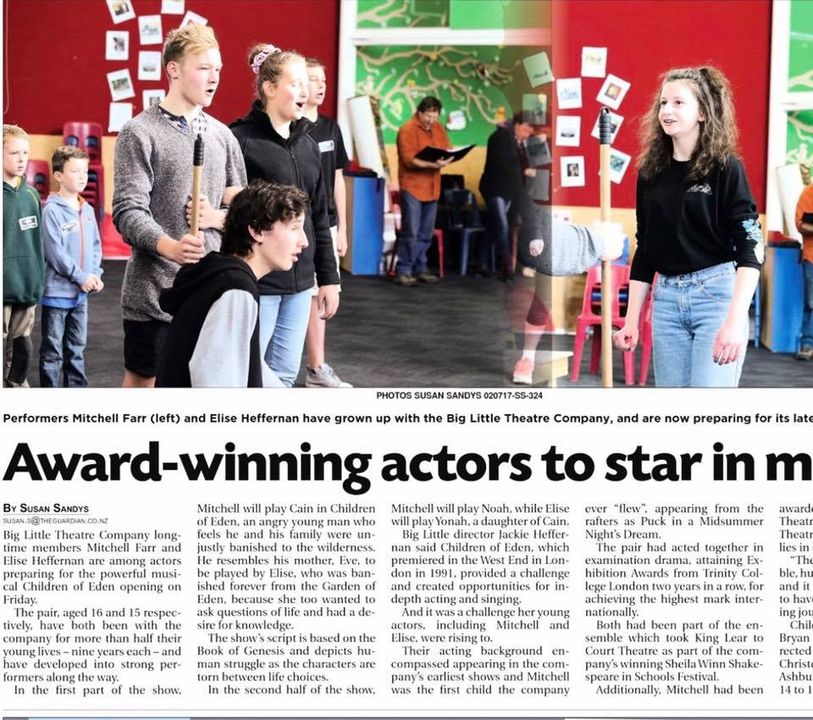 PHOTOS SUSAN SANDYS 020717-SS-324
Performers Mitchell Farr (left) and Elise Heffernan have grown up with the Big Little Theatre Company, and are now preparing for its late
Award-winning actors to star in m
BY SUSAN SANDYS
SUSAN.S@THEGUARDIAN.CO.NZ
Big Little Theatre Company long-
time members Mitchell Farr and
Elise Heffernan are among actors
preparing for the powerful musi-
cal Children of Eden opening on
Friday.
The pair, aged 16 and 15 respec-
tively, have both been with the
company for more than half their
young lives – nine years each – and
have developed into strong per-
formers along the way.
In the first part of the show,
Mitchell will play Cain in Children
of Eden, an angry young man who
feels he and his family were un-
justly banished to the wilderness.
He resembles his mother, Eve, to
be played by Elise, who was ban-
ished forever from the Garden of
Eden, because she too wanted to
ask questions of life and had a de-
sire for knowledge.
The show's script is based on the
Book of Genesis and depicts hu-
man struggle as the characters are
torn between life choices.
In the second half of the show,
Mitchell will play Noah, while Elise
will play Yonah, a daughter of Cain.
Big Little director Jackie Heffer-
nan said Children of Eden, which
premiered in the West End in Lon-
don in 1991, provided a challenge
and created opportunities for in-
depth acting and singing.
And it was a challenge her young
actors, including Mitchell and
Elise, were rising to.
Their acting background en-
compassed appearing in the com-
pany's earliest shows and Mitchell
was the first child the company
ever "flew", appearing from the
rafters as Puck in a Midsummer
Night's Dream.
The pair had acted together in
examination drama, attaining Ex-
hibition Awards from Trinity Col-
lege London two years in a row, for
achieving the highest mark inter-
nationally.
Both had been part of the en-
semble which took King Lear to
Court Theatre as part of the com-
pany's winning Sheila Winn Shake-
speare in Schools Festival.
Additionally, Mitchell had been
award
Theatr
Theatr
lies in
"The
ble, hu
and it
to hav
ing jou
Chil
Bryan
rected
Christ
Ashbu
14 to 1